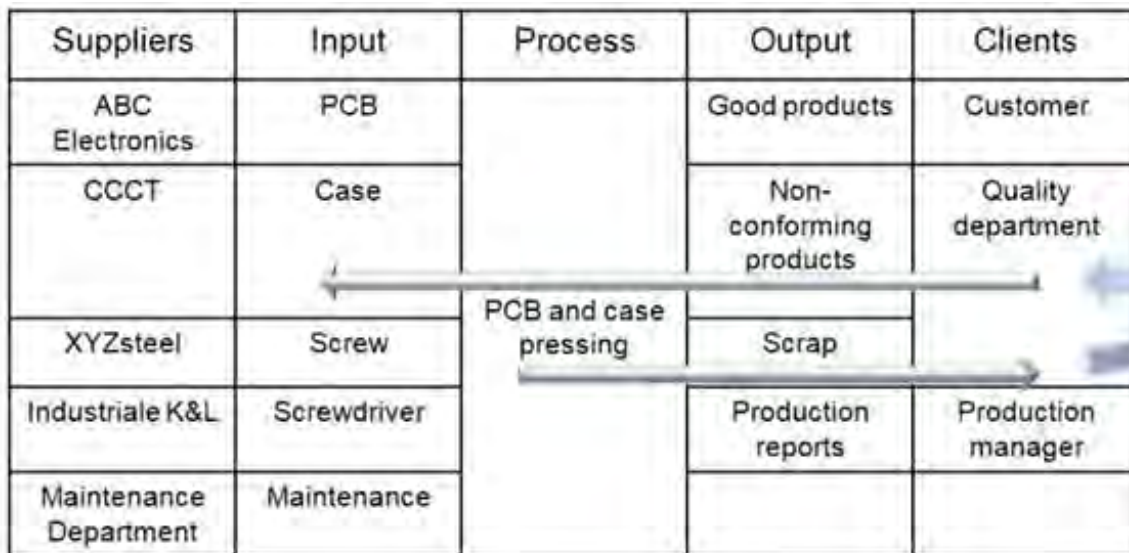 Suppliers Input Process Output Clients
ABC Electronics PCB Good products Customer
CCCT Case Non-conforming products Quality department
PCB and case pressing
XYZsteel Screw Scrap
Industriale K&L Screwdriver Production reports Production manager
Maintenance Department Maintenance